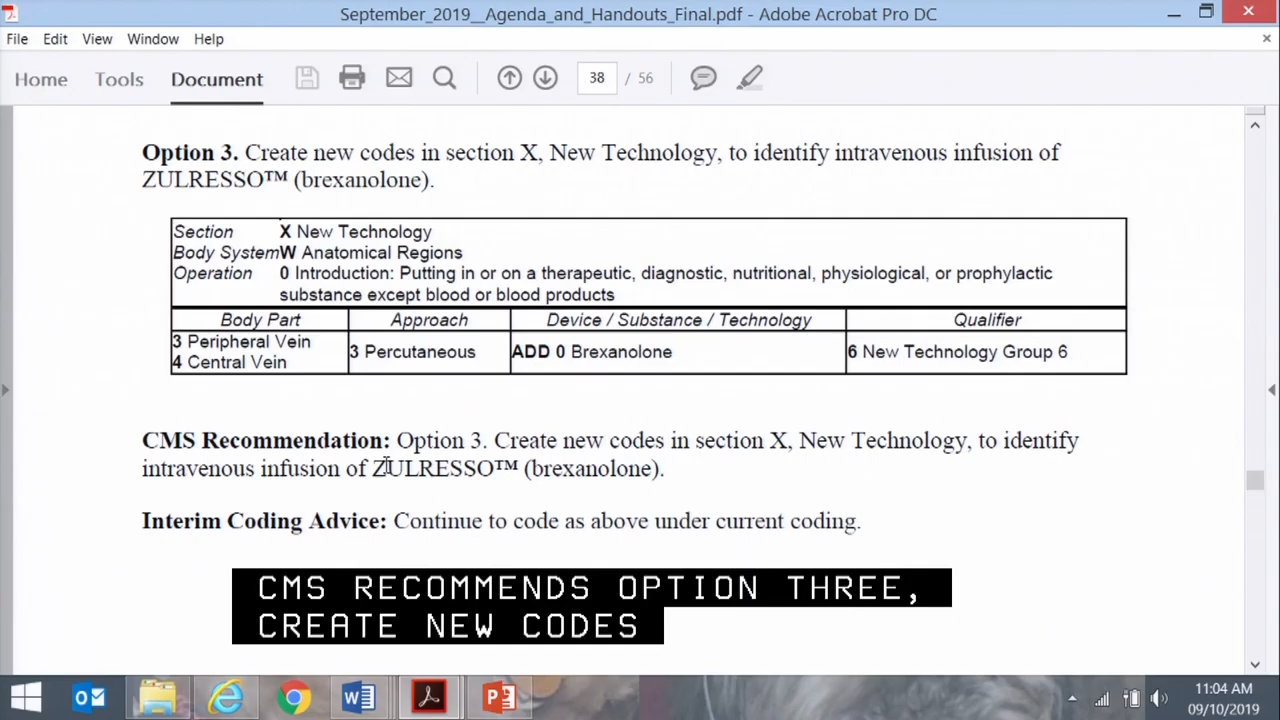 September_2019__Agenda_and_Handouts_Final.pdf - Adobe Acrobat Pro DC
File Edit View Window Help
Home Tools Document 38 / 56
Option 3. Create new codes in section X, New Technology, to identify intravenous infusion of
ZULRESSO™ (brexanolone).
Section X New Technology
Body System W Anatomical Regions
Operation 0 Introduction: Putting in or on a therapeutic, diagnostic, nutritional, physiological, or prophylactic
substance except blood or blood products
Body Part Approach Device / Substance / Technology Qualifier
3 Peripheral Vein
4 Central Vein
3 Percutaneous
ADD 0 Brexanolone
6 New Technology Group 6
CMS Recommendation: Option 3. Create new codes in section X, New Technology, to identify
intravenous infusion of ZULRESSO™ (brexanolone).
Interim Coding Advice: Continue to code as above under current coding.
CMS RECOMMENDS OPTION THREE,
CREATE NEW CODES
11:04 AM
09/10/2019